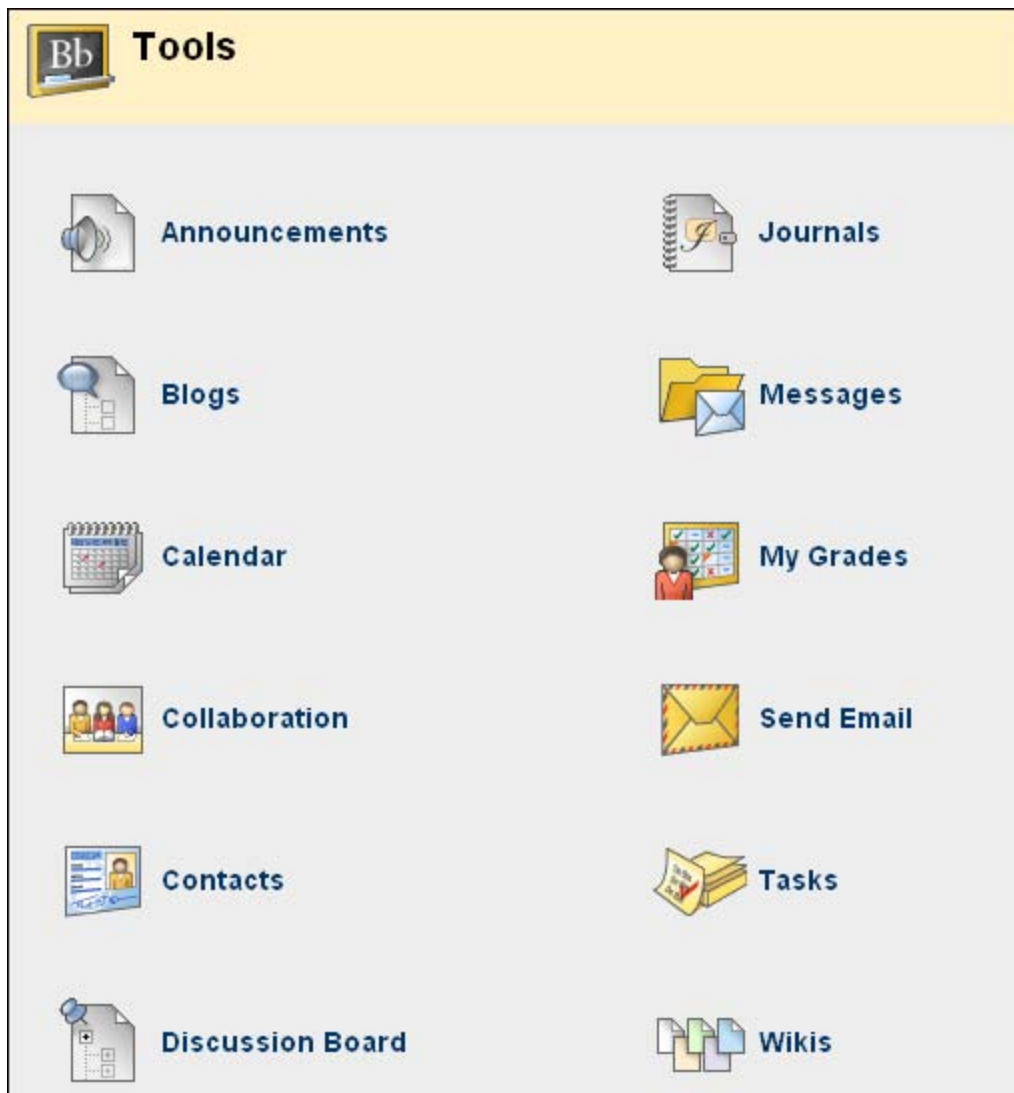 Bb Tools
Announcements
Journals
Blogs
Messages
Calendar
My Grades
Collaboration
Send Email
Contacts
Tasks
Discussion Board
Wikis